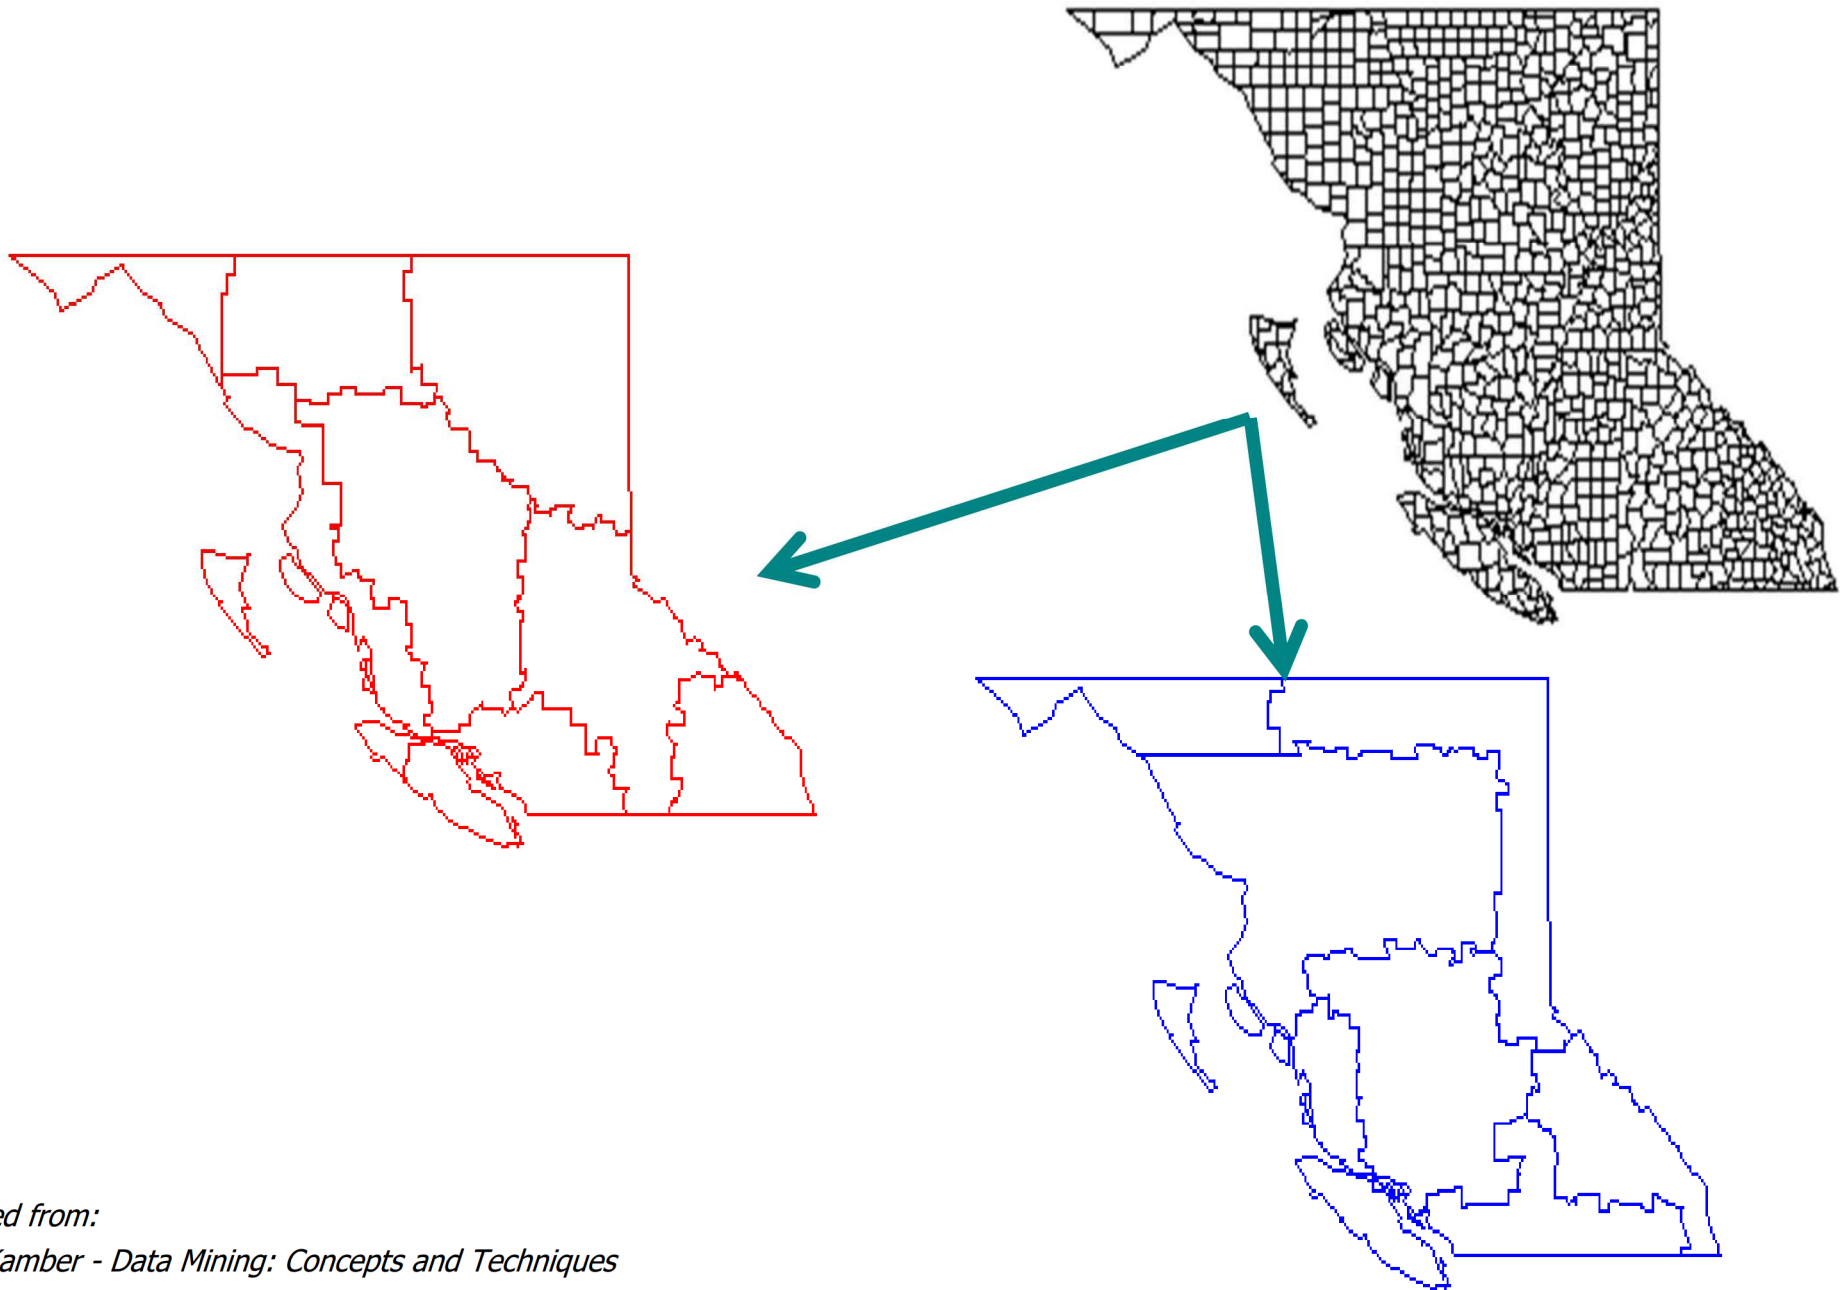 ed from:
amber - Data Mining: Concepts and Techniques